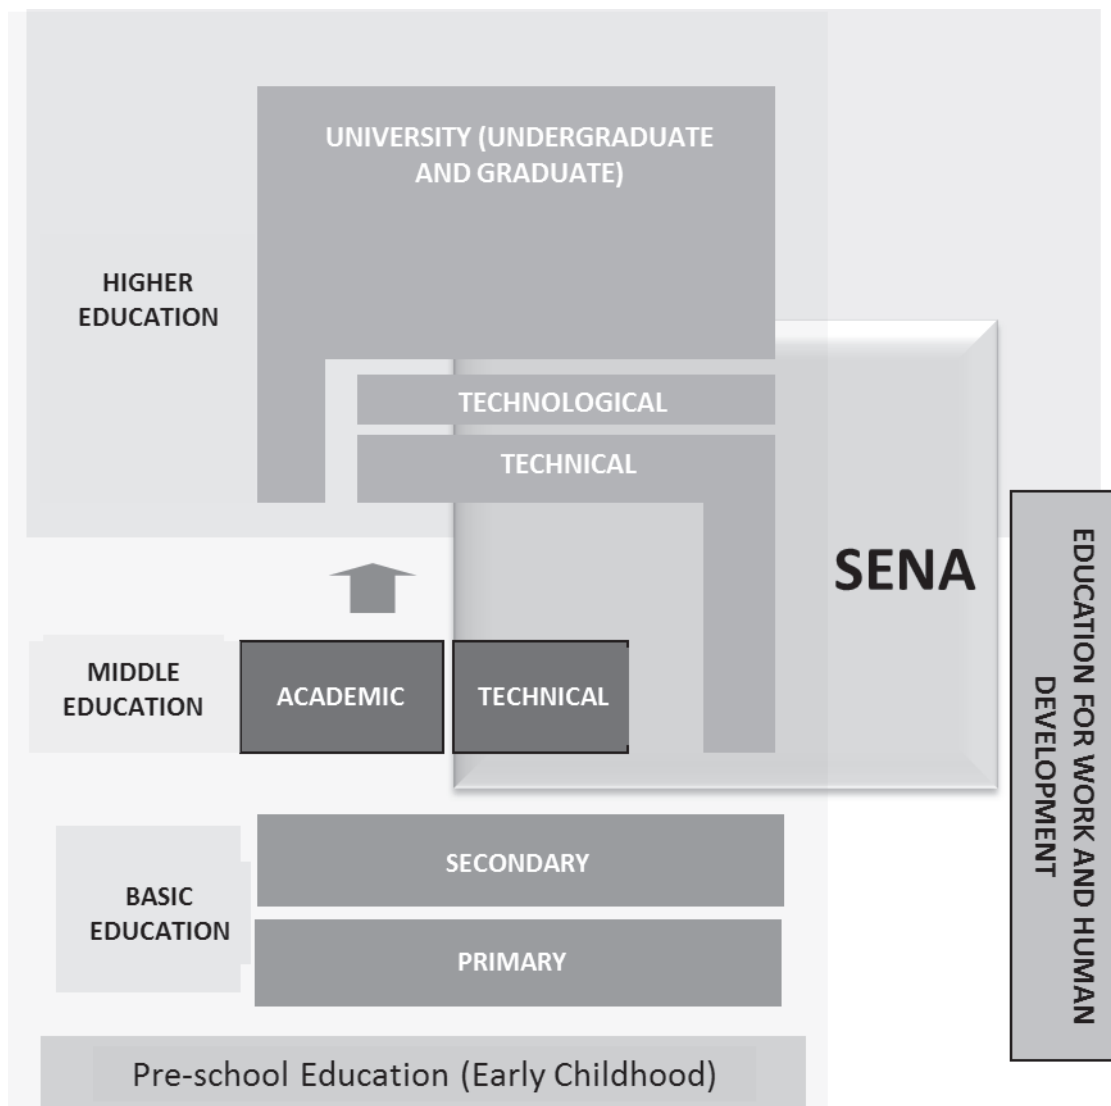 UNIVERSITY (UNDERGRADUATE
AND GRADUATE)
HIGHER
EDUCATION
TECHNOLOGICAL
TECHNICAL
SENA
EDUCATION FOR WORK AND HUMAN
DEVELOPMENT
MIDDLE
EDUCATION
ACADEMIC
TECHNICAL
SECONDARY
BASIC
EDUCATION
PRIMARY
Pre-school Education (Early Childhood)